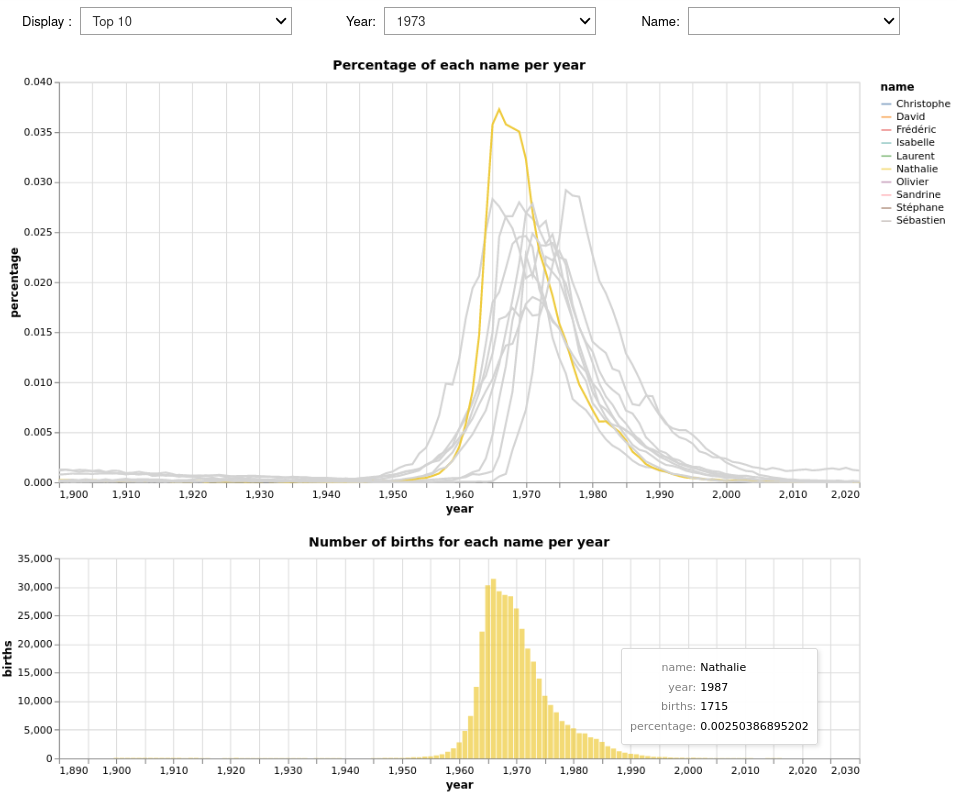 Display : Top 10 Year: 1973 Name:
Percentage of each name per year
0.040
0.035
0.030
0.025
0.020
0.015
0.010
0.005
0.000
percentage
1,900 1,910 1,920 1,930 1,940 1,950 1,960 1,970 1,980 1,990 2,000 2,010 2,020
year
name
Christophe
David
Frédéric
Isabelle
Laurent
Nathalie
Olivier
Sandrine
Stéphane
Sébastien
Number of births for each name per year
35,000
30,000
25,000
20,000
15,000
10,000
5,000
0
births
1,890 1,900 1,910 1,920 1,930 1,940 1,950 1,960 1,970 1,980 1,990 2,000 2,010 2,020 2,030
year
name: Nathalie
year: 1987
births: 1715
percentage: 0.00250386895202